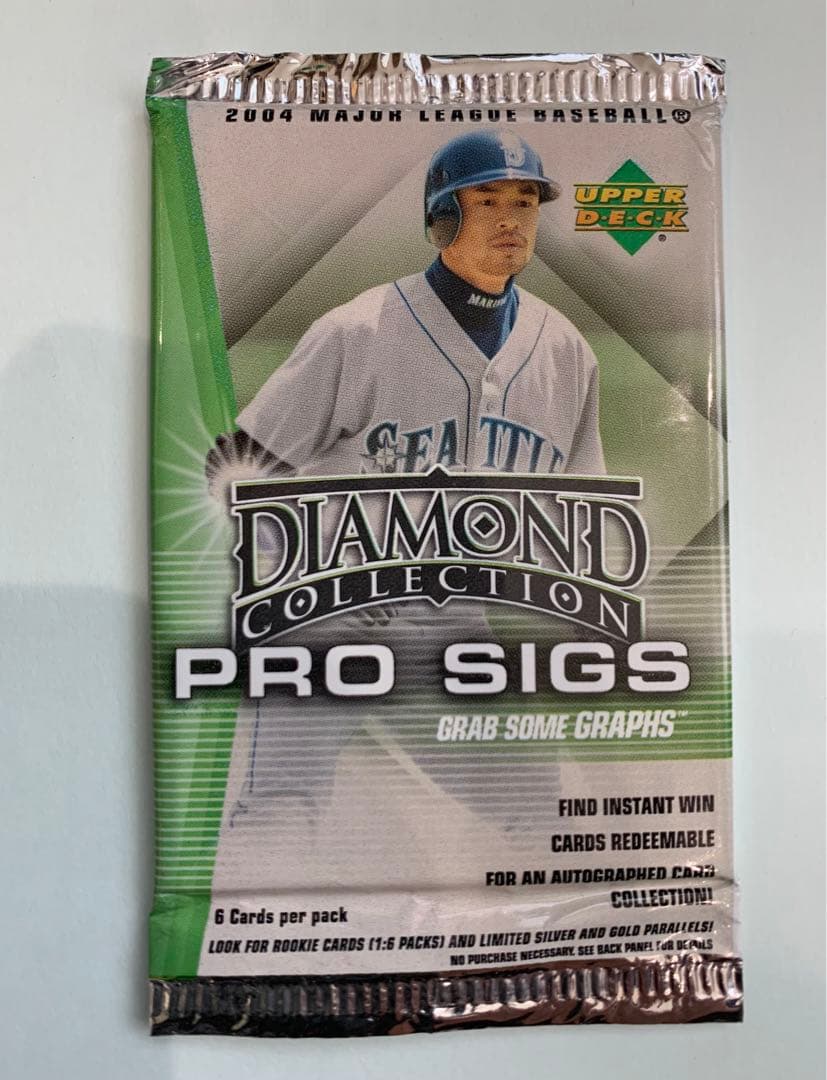 2004 MAJOR LEAGUE BASEBALL®
UPPER
D·E·C·K
®
MARIN
SEATTLE
DIAMOND
COLLECTION
PRO SIGS
GRAB SOME GRAPHS™
FIND INSTANT WIN
CARDS REDEEMABLE
FOR AN AUTOGRAPHED CARD
COLLECTION!
6 Cards per pack
LOOK FOR ROOKIE CARDS (1:6 PACKS) AND LIMITED SILVER AND GOLD PARALLELS!
NO PURCHASE NECESSARY. SEE BACK PANEL FOR DETAILS